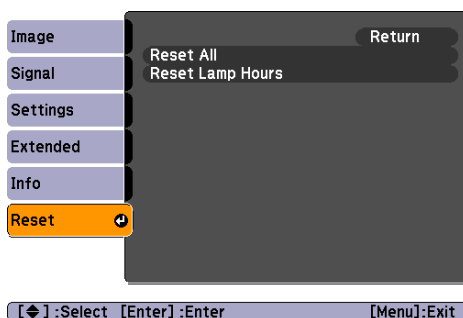 Image
Signal
Settings
Extended
Info
Reset
Return
Reset All
Reset Lamp Hours
[◆] :Select [Enter] :Enter [Menu]:Exit